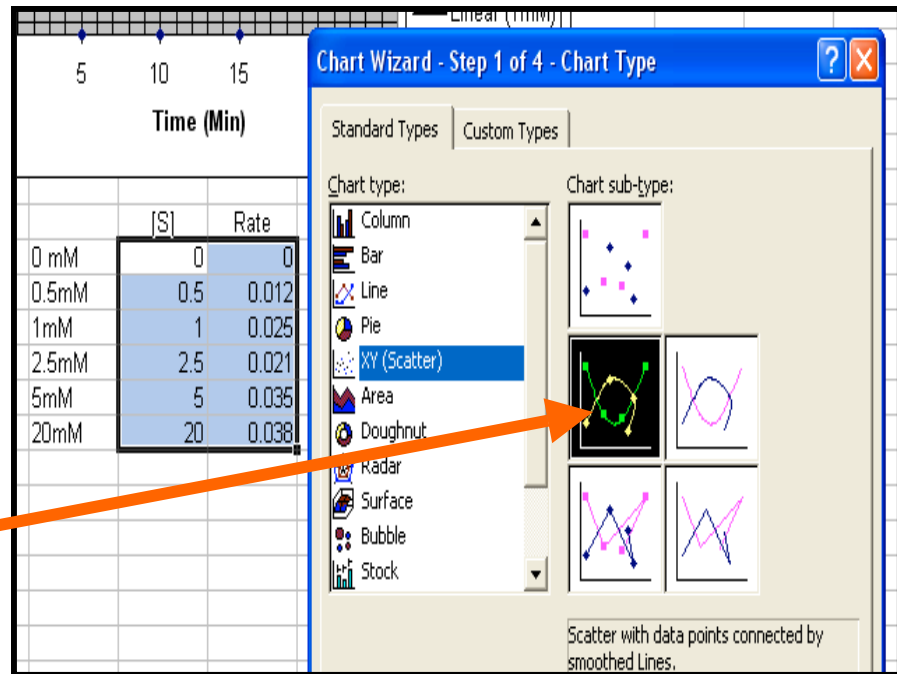 Linear (1mM)
5 10 15
Time (Min)
[S] Rate
0 mM 0 0
0.5mM 0.5 0.012
1mM 1 0.025
2.5mM 2.5 0.021
5mM 5 0.035
20mM 20 0.038
Chart Wizard - Step 1 of 4 - Chart Type
Standard Types Custom Types
Chart type:
Column
Bar
Line
Pie
XY (Scatter)
Area
Doughnut
Radar
Surface
Bubble
Stock
Chart sub-type:
Scatter with data points connected by
smoothed Lines.